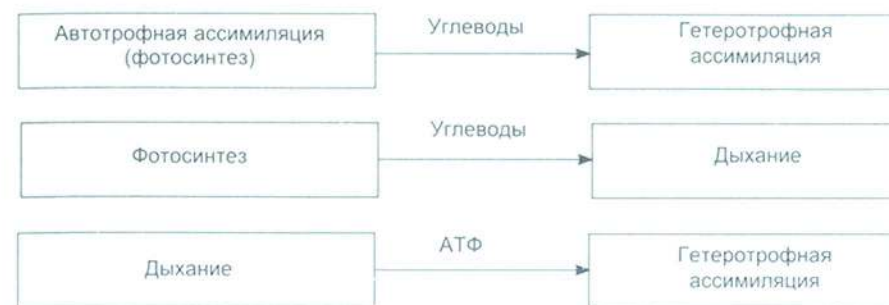 Автотрофная ассимиляция
(фотосинтез)
Углеводы
Гетеротрофная
ассимиляция
Фотосинтез
Углеводы
Дыхание
Дыхание
АТФ
Гетеротрофная
ассимиляция